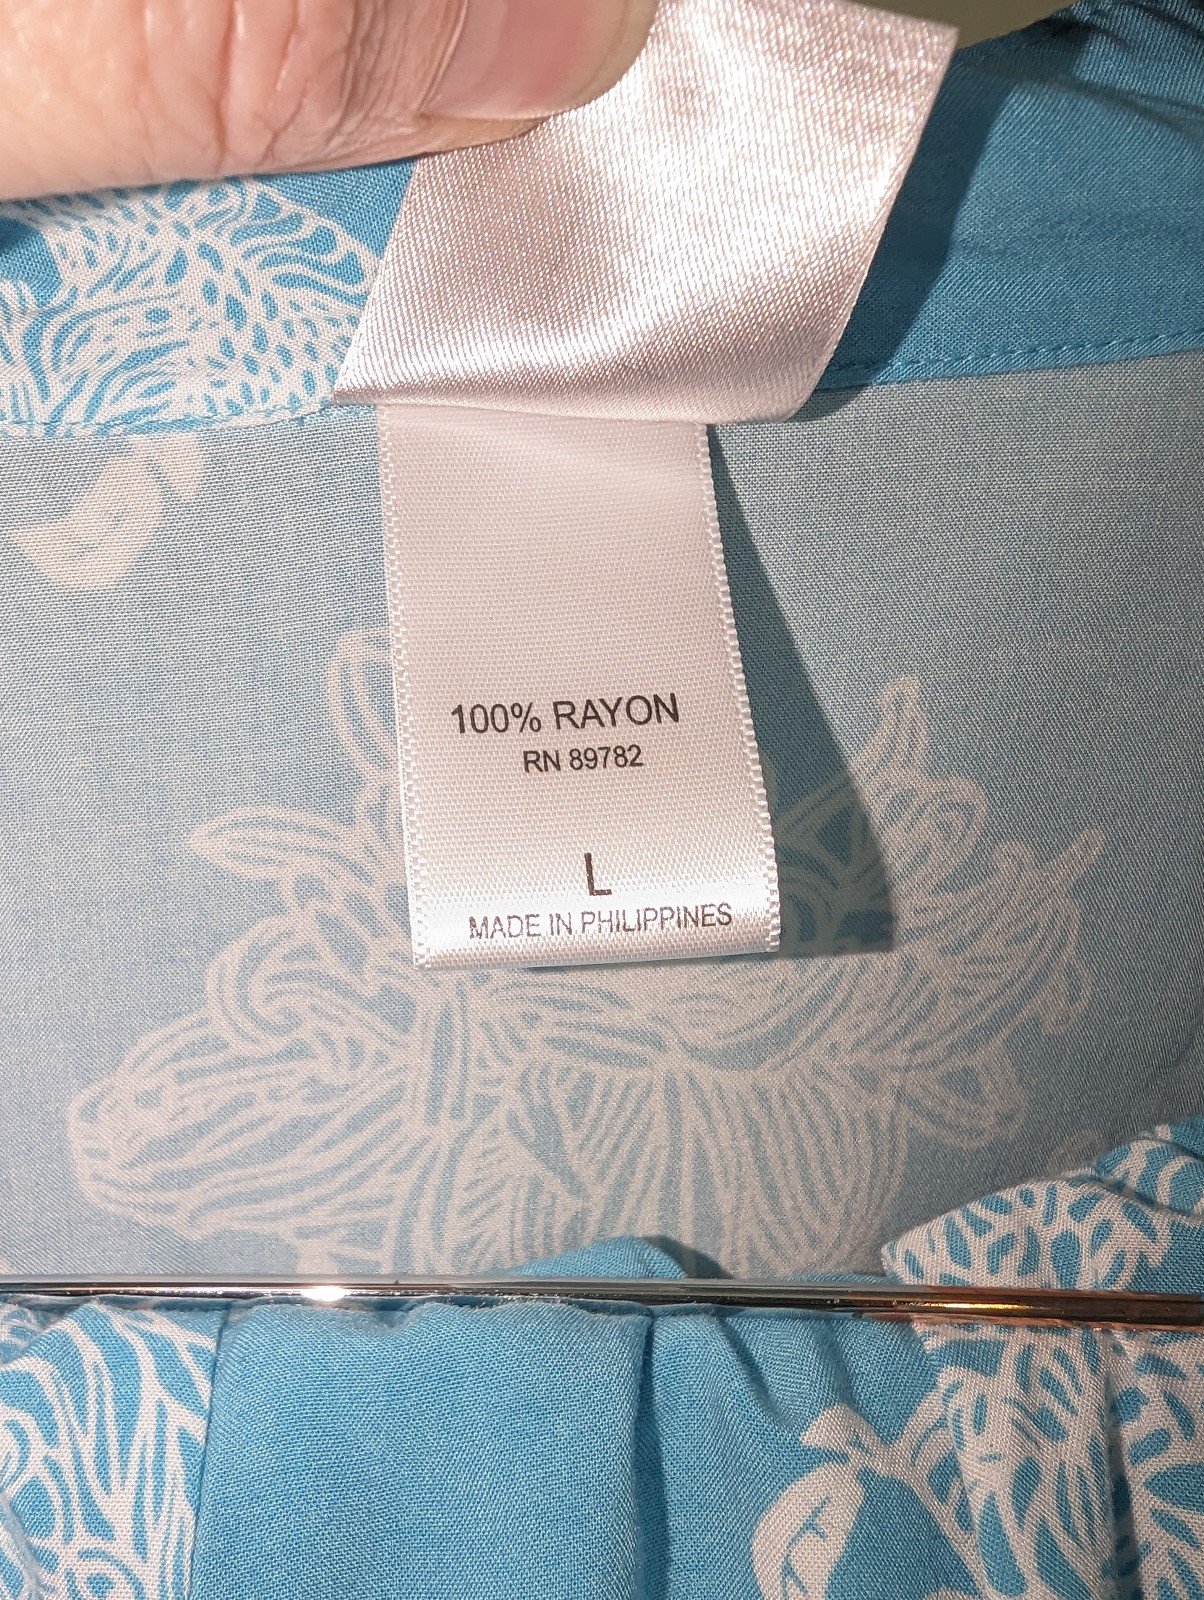 100% RAYON
RN 89782
L
MADE IN PHILIPPINES